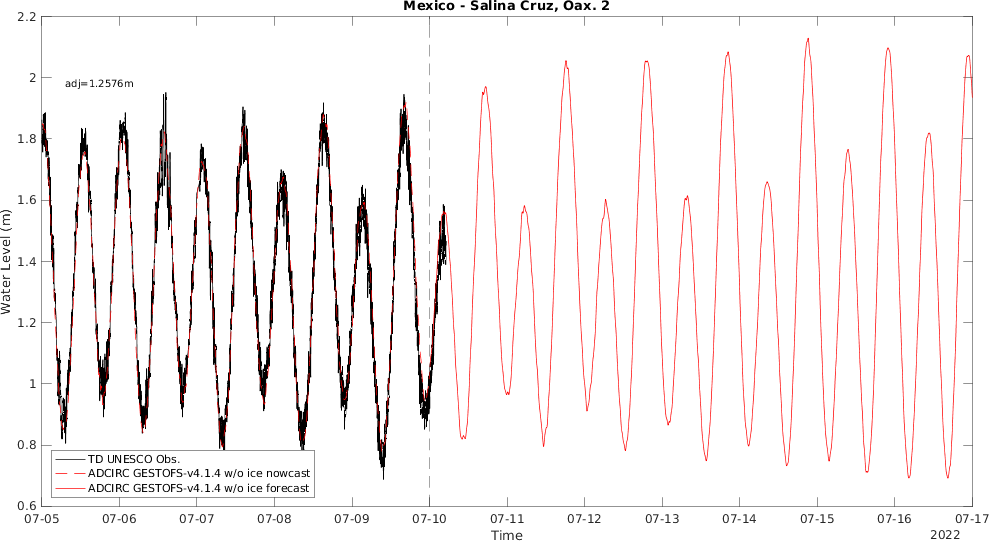 Mexico - Salina Cruz, Oax. 2
adj=1.2576m
Water Level (m)
2.2
2
1.8
1.6
1.4
1.2
1
0.8
0.6
TD UNESCO Obs.
ADCIRC GESTOFS-v4.1.4 w/o ice nowcast
ADCIRC GESTOFS-v4.1.4 w/o ice forecast
07-05 07-06 07-07 07-08 07-09 07-10 07-11 07-12 07-13 07-14 07-15 07-16 07-17
Time
2022